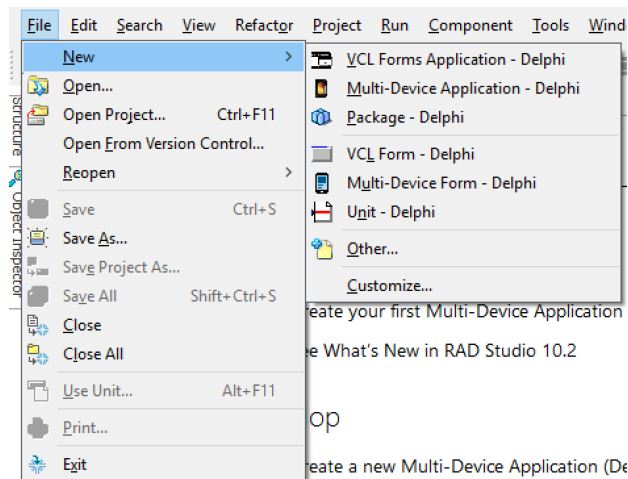 File Edit Search View Refactor Project Run Component Tools Wind
New
Open...
Open Project... Ctrl+F11
Open From Version Control...
Reopen
Save Ctrl+S
Save As...
Save Project As...
Save All Shift+Ctrl+S
Close
Close All
Use Unit... Alt+F11
Print...
Exit
VCL Forms Application - Delphi
Multi-Device Application - Delphi
Package - Delphi
VCL Form - Delphi
Multi-Device Form - Delphi
Unit - Delphi
Other...
Customize...
Structure
Object Inspector
eate your first Multi-Device Application
e What's New in RAD Studio 10.2
op
eate a new Multi-Device Application (De